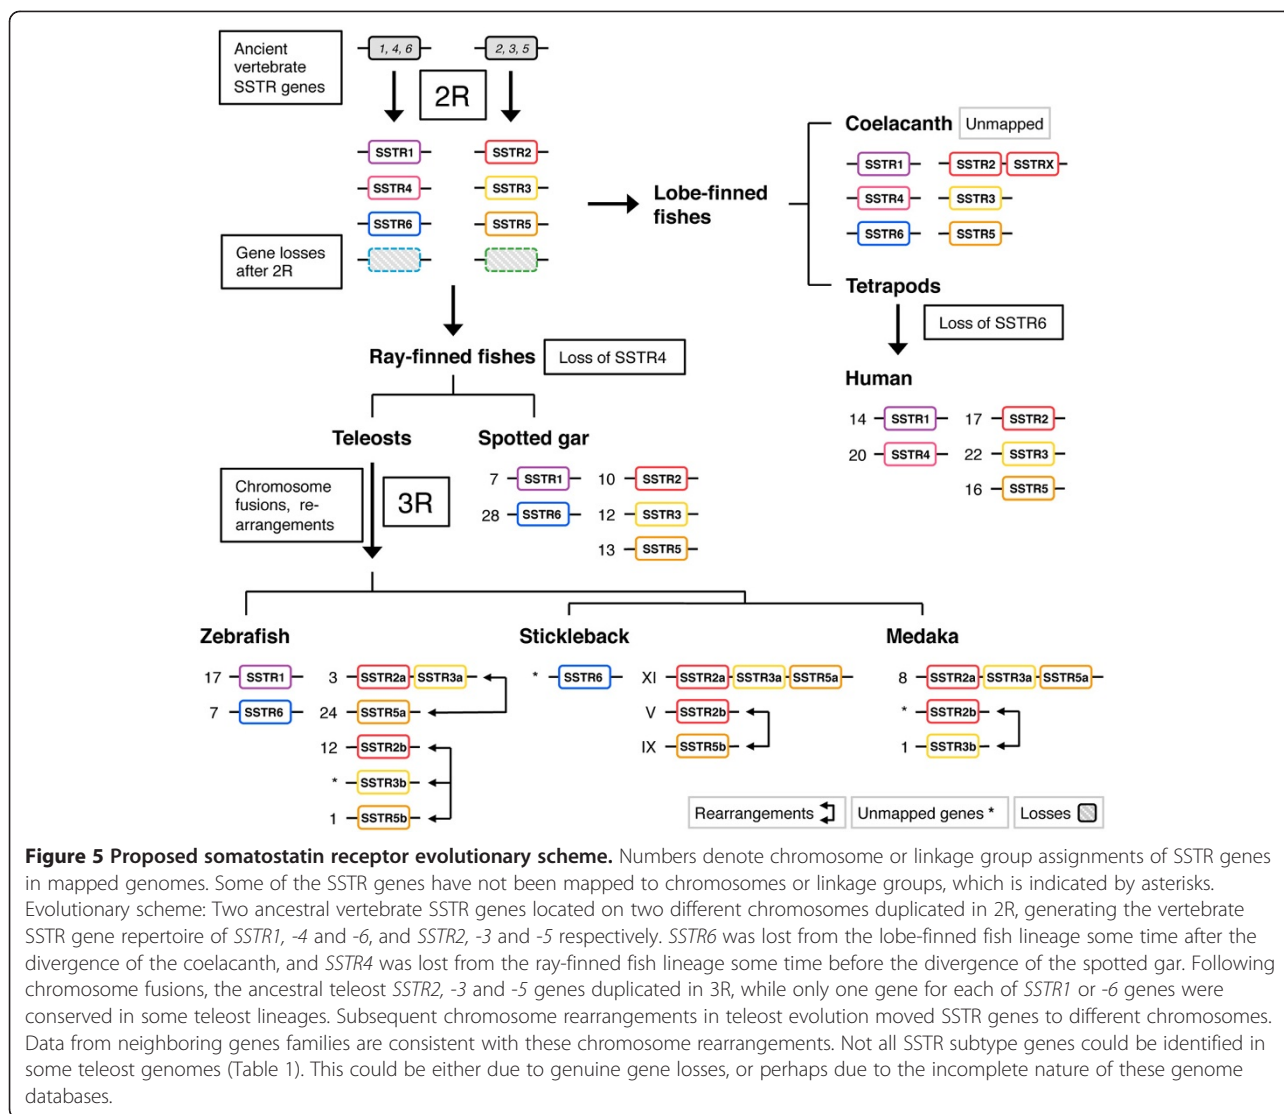 Ancient
vertebrate
SSTR genes
1, 4, 6
2, 3, 5
2R
SSTR1
SSTR2
SSTR4
SSTR3
SSTR6
SSTR5
Gene losses
after 2R
Lobe-finned
fishes
Coelacanth
Unmapped
SSTR1
SSTR2
SSTRX
SSTR4
SSTR3
SSTR6
SSTR5
Tetrapods
Loss of SSTR6
Human
14 SSTR1
17 SSTR2
20 SSTR4
22 SSTR3
16 SSTR5
Ray-finned fishes
Loss of SSTR4
Teleosts
Spotted gar
7 SSTR1
10 SSTR2
28 SSTR6
12 SSTR3
13 SSTR5
Chromosome
fusions, re-
arrangements
3R
Zebrafish
17 SSTR1
3 SSTR2a SSTR3a
7 SSTR6
24 SSTR5a
12 SSTR2b
* SSTR3b
1 SSTR5b
Stickleback
* SSTR6
XI SSTR2a SSTR3a SSTR5a
V SSTR2b
IX SSTR5b
Medaka
8 SSTR2a SSTR3a SSTR5a
* SSTR2b
1 SSTR3b
Rearrangements
Unmapped genes *
Losses
Figure 5 Proposed somatostatin receptor evolutionary scheme. Numbers denote chromosome or linkage group assignments of SSTR genes
in mapped genomes. Some of the SSTR genes have not been mapped to chromosomes or linkage groups, which is indicated by asterisks.
Evolutionary scheme: Two ancestral vertebrate SSTR genes located on two different chromosomes duplicated in 2R, generating the vertebrate
SSTR gene repertoire of SSTR1, -4 and -6, and SSTR2, -3 and -5 respectively. SSTR6 was lost from the lobe-finned fish lineage some time after the
divergence of the coelacanth, and SSTR4 was lost from the ray-finned fish lineage some time before the divergence of the spotted gar. Following
chromosome fusions, the ancestral teleost SSTR2, -3 and -5 genes duplicated in 3R, while only one gene for each of SSTR1 or -6 genes were
conserved in some teleost lineages. Subsequent chromosome rearrangements in teleost evolution moved SSTR genes to different chromosomes.
Data from neighboring genes families are consistent with these chromosome rearrangements. Not all SSTR subtype genes could be identified in
some teleost genomes (Table 1). This could be either due to genuine gene losses, or perhaps due to the incomplete nature of these genome
databases.